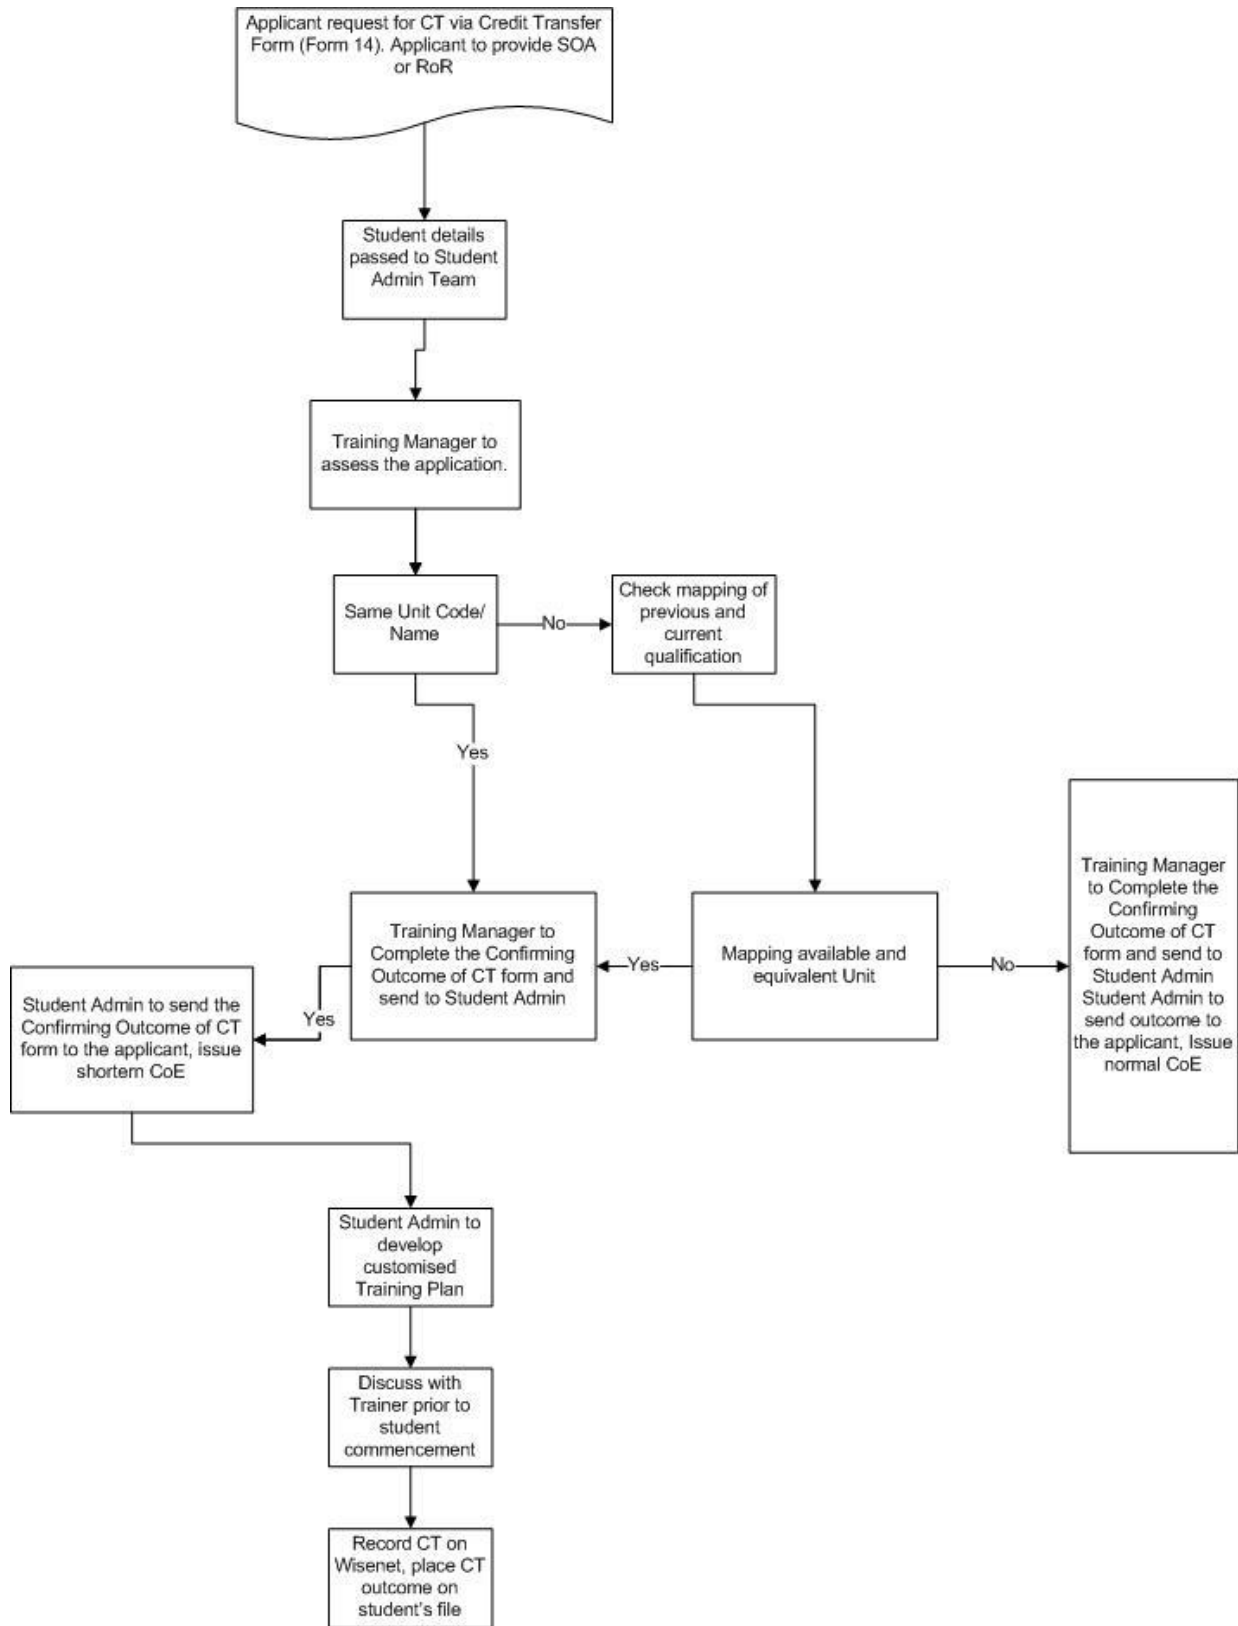 Applicant request for CT via Credit Transfer
Form (Form 14). Applicant to provide SOA
or RoR
Student details
passed to Student
Admin Team
Training Manager to
assess the application.
Same Unit Code/
Name
No
Check mapping of
previous and
current
qualification
Yes
Training Manager to
Complete the Confirming
Outcome of CT form and
send to Student Admin
Yes
Mapping available and
equivalent Unit
No
Training Manager
to Complete the
Confirming
Outcome of CT
form and send to
Student Admin
Student Admin to
send outcome to
the applicant, Issue
normal CoE
Yes
Student Admin to send the
Confirming Outcome of CT
form to the applicant, issue
shortern CoE
Student Admin to
develop
customised
Training Plan
Discuss with
Trainer prior to
student
commencement
Record CT on
Wisenet, place CT
outcome on
student's file